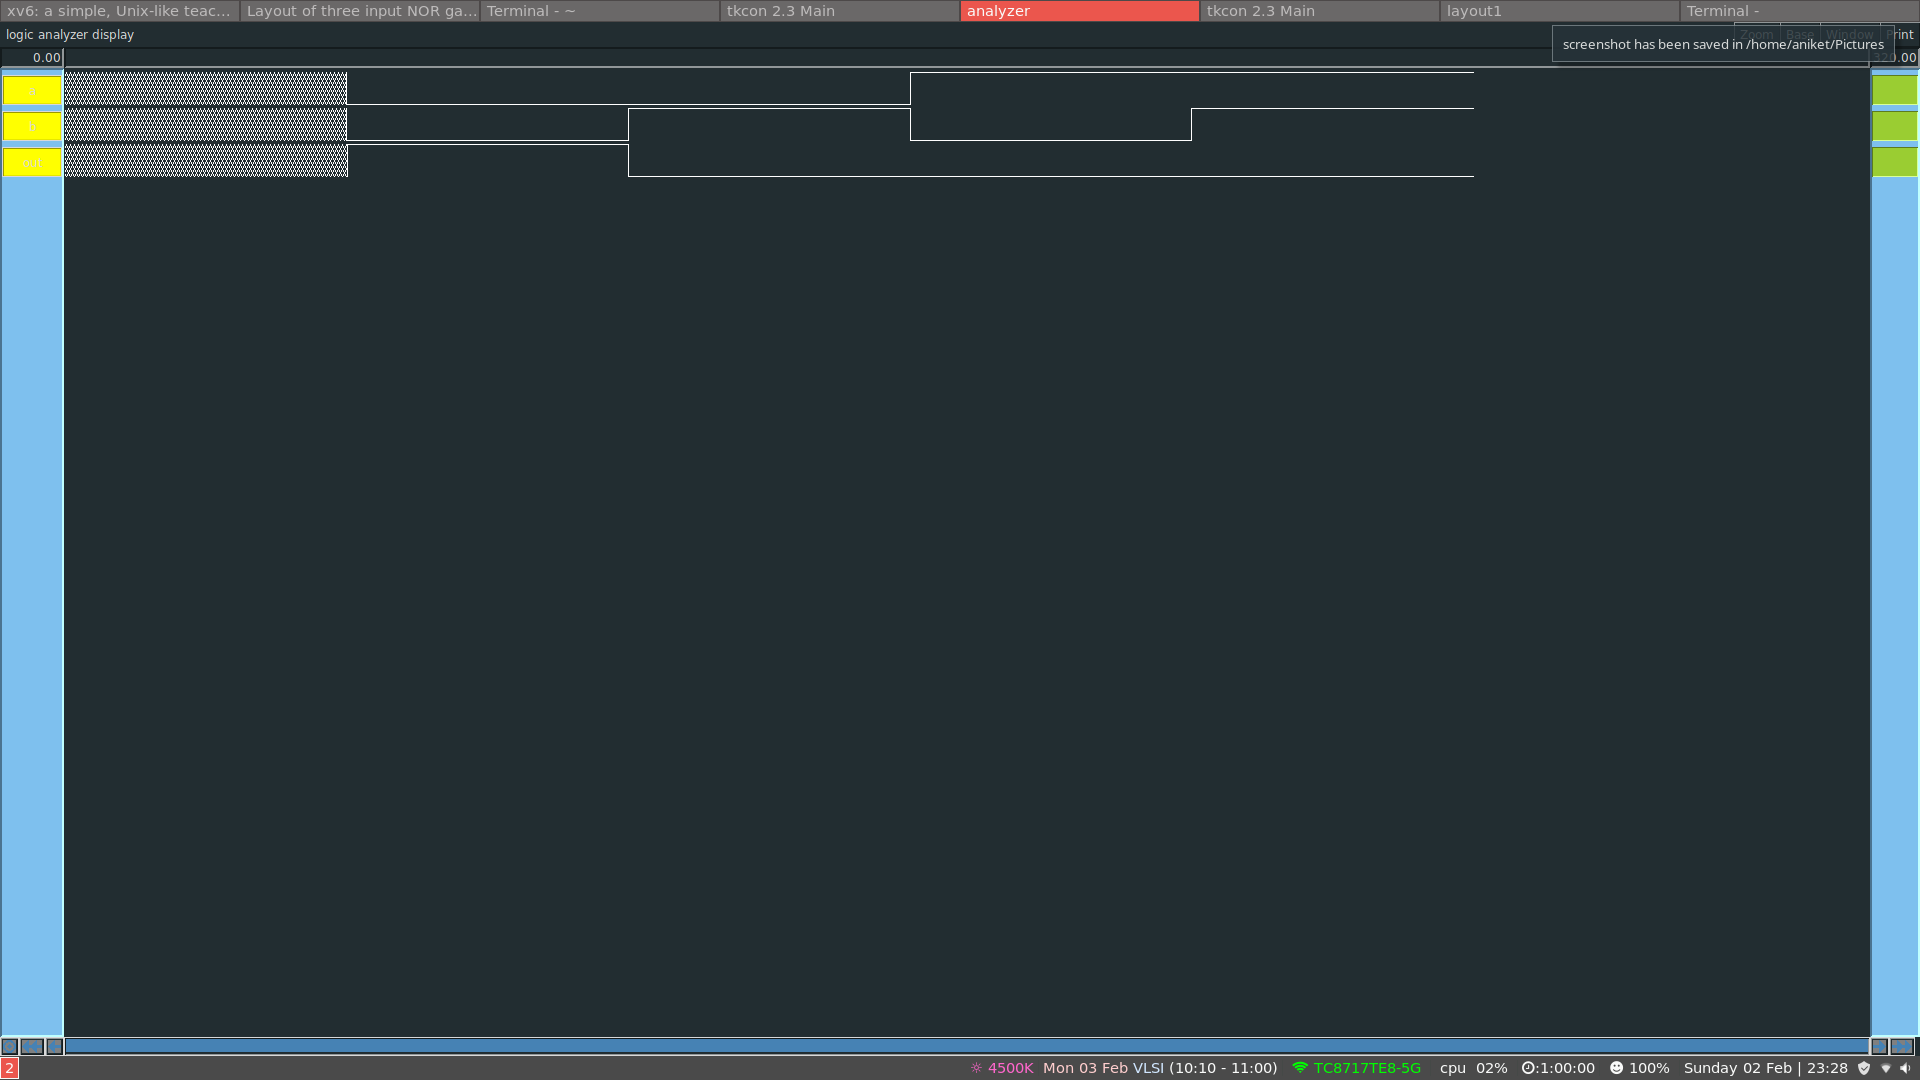 xv6: a simple, Unix-like teac...
Layout of three input NOR ga...
Terminal - ~
tkcon 2.3 Main
analyzer
tkcon 2.3 Main
layout1
Terminal -
logic analyzer display
Zoom Base Window Print
screenshot has been saved in /home/aniket/Pictures
0.00
320.00
a
b
out
2
4500K Mon 03 Feb VLSI (10:10 - 11:00) TC8717TE8-5G cpu 02% :1:00:00 100% Sunday 02 Feb | 23:28